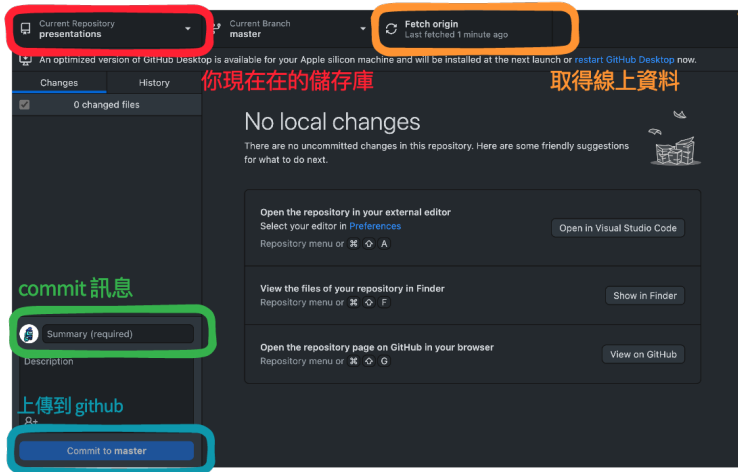 Current Repository
presentations
Current Branch
master
Fetch origin
Last fetched 1 minute ago
An optimized version of GitHub Desktop is available for your Apple silicon machine and will be installed at the next launch or restart GitHub Desktop now.
Changes
History
你現在在的儲存庫
取得線上資料
0 changed files
No local changes
There are no uncommitted changes in this repository. Here are some friendly suggestions
for what to do next.
Open the repository in your external editor
Select your editor in Preferences
Repository menu or ⌘ ⇧ A
Open in Visual Studio Code
View the files of your repository in Finder
Repository menu or ⌘ ⇧ F
Show in Finder
Open the repository page on GitHub in your browser
Repository menu or ⌘ ⇧ G
View on GitHub
commit 訊息
Summary (required)
Description
上傳到 github
Commit to master